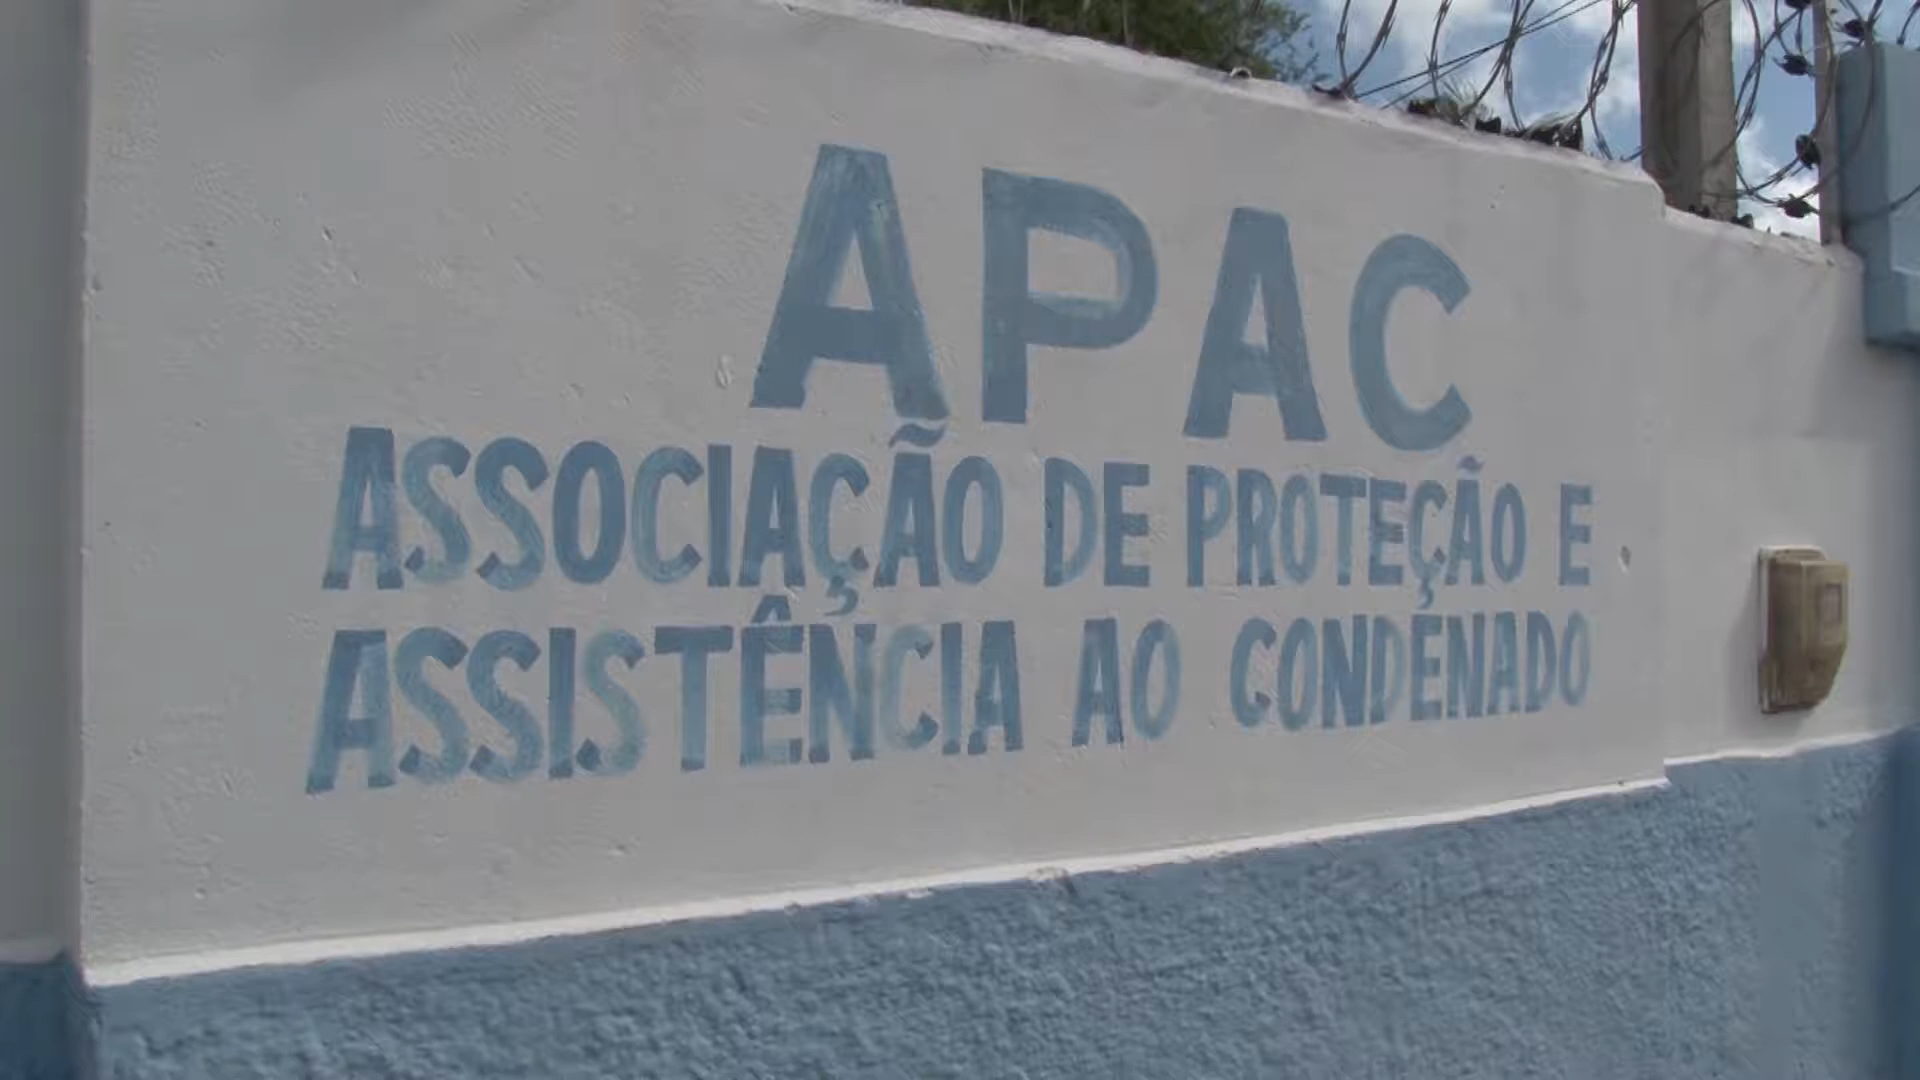 APAC
ASSOCIAÇÃO DE PROTEÇÃO E
ASSISTÊNCIA AO CONDENADO